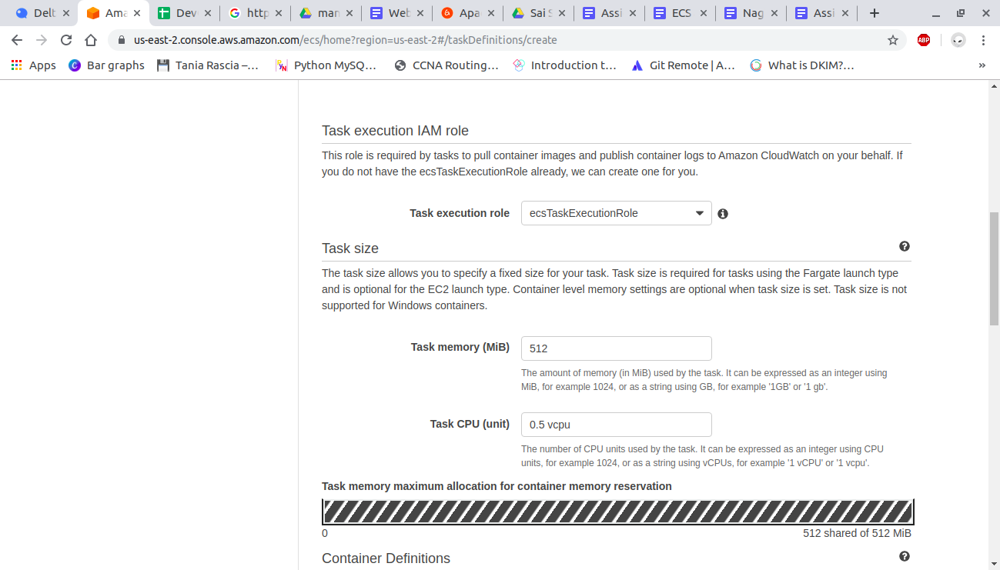 Delt
Ama
Dev
http
man
Web
Apa
Sai S
Assi
ECS
Nag
Assi
us-east-2.console.aws.amazon.com/ecs/home?region=us-east-2#/taskDefinitions/create
ABP
Apps
Bar graphs
Tania Rascia –...
Python MySQ...
CCNA Routing...
Introduction t...
Git Remote | A...
What is DKIM?...
»
Task execution IAM role
This role is required by tasks to pull container images and publish container logs to Amazon CloudWatch on your behalf. If
you do not have the ecsTaskExecutionRole already, we can create one for you.
Task execution role
ecsTaskExecutionRole
Task size
The task size allows you to specify a fixed size for your task. Task size is required for tasks using the Fargate launch type
and is optional for the EC2 launch type. Container level memory settings are optional when task size is set. Task size is not
supported for Windows containers.
Task memory (MiB)
512
The amount of memory (in MiB) used by the task. It can be expressed as an integer using
MiB, for example 1024, or as a string using GB, for example '1GB' or '1 gb'.
Task CPU (unit)
0.5 vcpu
The number of CPU units used by the task. It can be expressed as an integer using CPU
units, for example 1024, or as a string using vCPUs, for example '1 vCPU' or '1 vcpu'.
Task memory maximum allocation for container memory reservation
0
512 shared of 512 MiB
Container Definitions